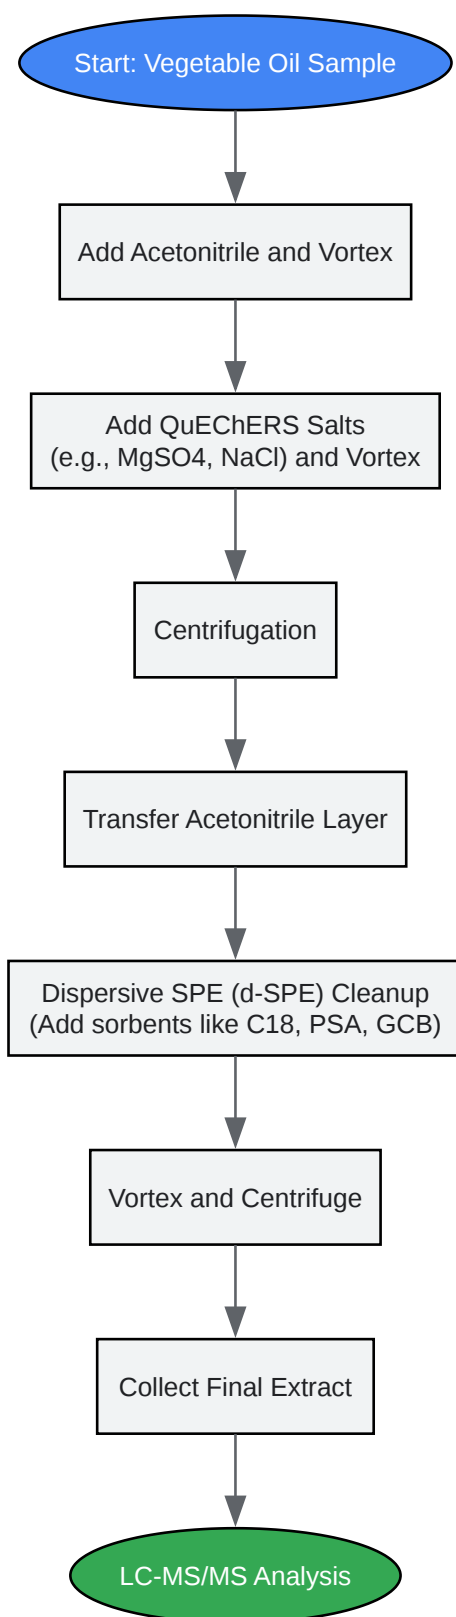 Start: Vegetable Oil Sample
Add Acetonitrile and Vortex
Add QuEChERS Salts
(e.g., MgSO4, NaCl) and Vortex
Centrifugation
Transfer Acetonitrile Layer
Dispersive SPE (d-SPE) Cleanup
(Add sorbents like C18, PSA, GCB)
Vortex and Centrifuge
Collect Final Extract
LC-MS/MS Analysis